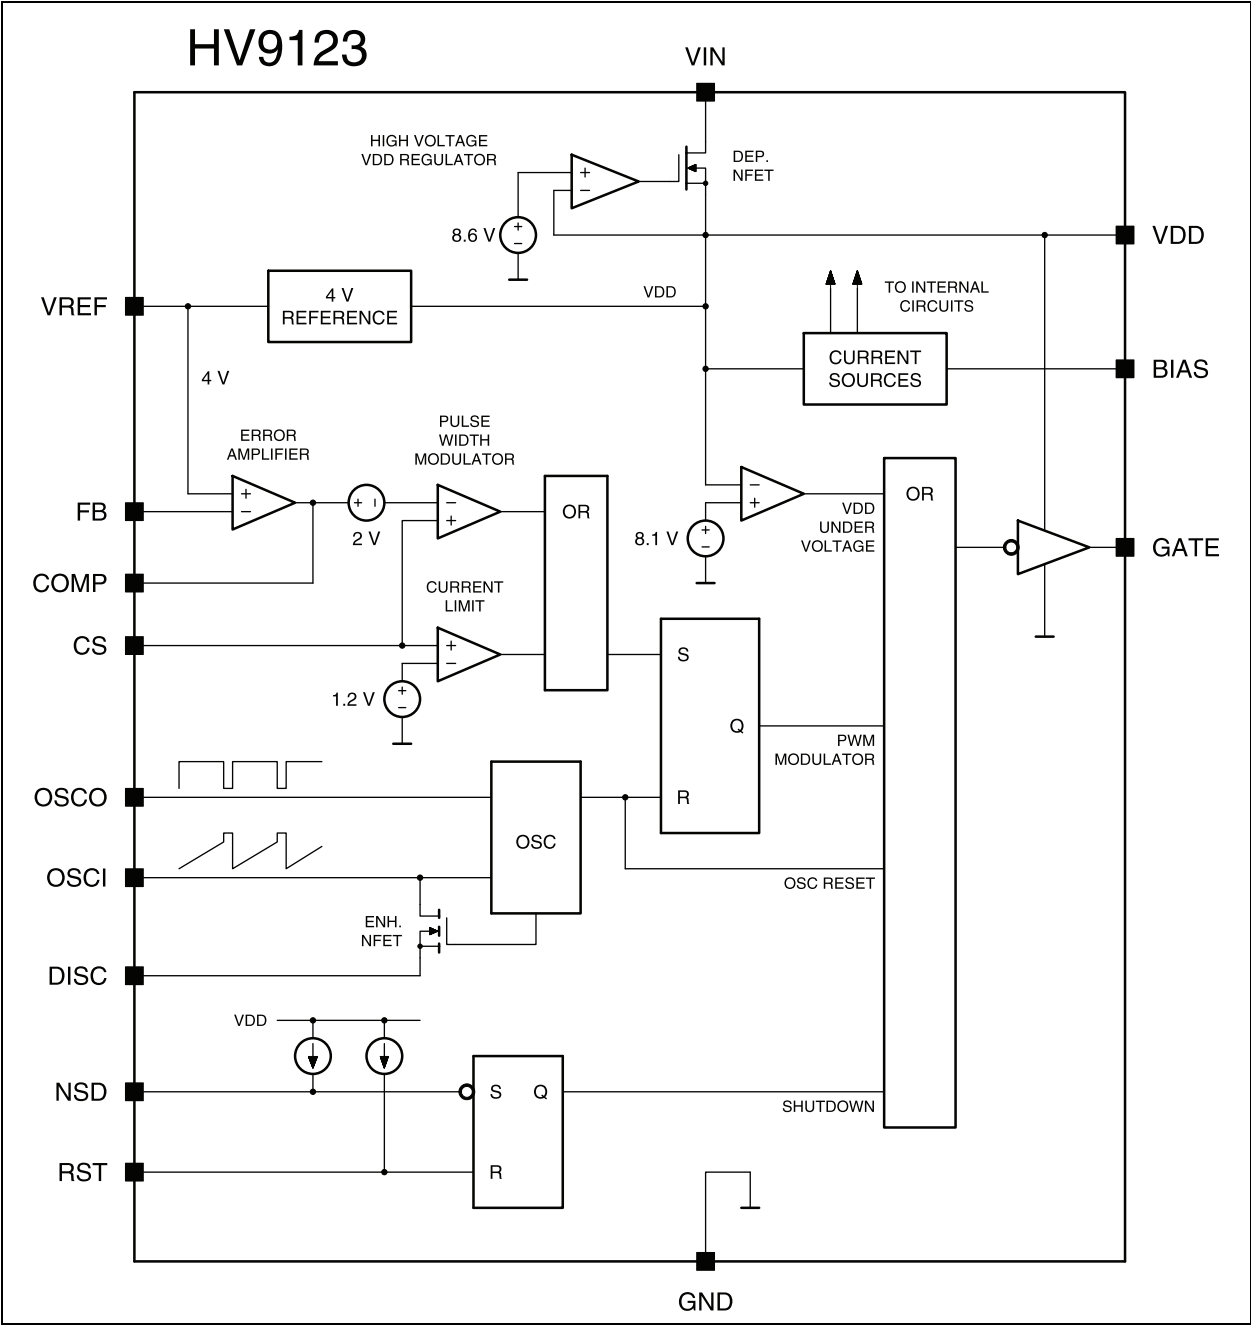 HV9123
VIN
HIGH VOLTAGE
VDD REGULATOR
+
−
DEP.
NFET
8.6 V
+
−
VDD
VREF
4 V
REFERENCE
VDD
TO INTERNAL
CIRCUITS
CURRENT
SOURCES
BIAS
4 V
ERROR
AMPLIFIER
PULSE
WIDTH
MODULATOR
+
−
+ −
2 V
−
+
OR
FB
COMP
−
+
8.1 V
+
−
VDD
UNDER
VOLTAGE
OR
GATE
CURRENT
LIMIT
CS
+
−
1.2 V
+
−
S
Q
R
PWM
MODULATOR
OSCO
OSC
OSCI
OSC RESET
ENH.
NFET
DISC
VDD
NSD
S Q
R
SHUTDOWN
RST
GND